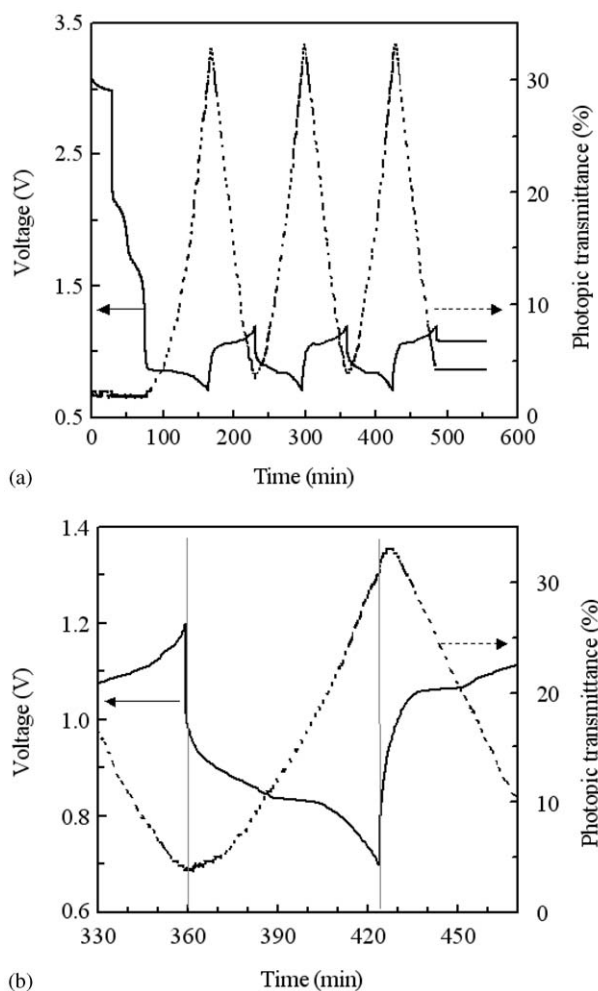 3.5
2.5
1.5
0.5
Voltage (V)
30
20
10
0
Photopic transmittance (%)
0 100 200 300 400 500 600
Time (min)
(a)
1.4
1.2
1.0
0.8
0.6
Voltage (V)
30
20
10
0
Photopic transmittance (%)
330 360 390 420 450
Time (min)
(b)